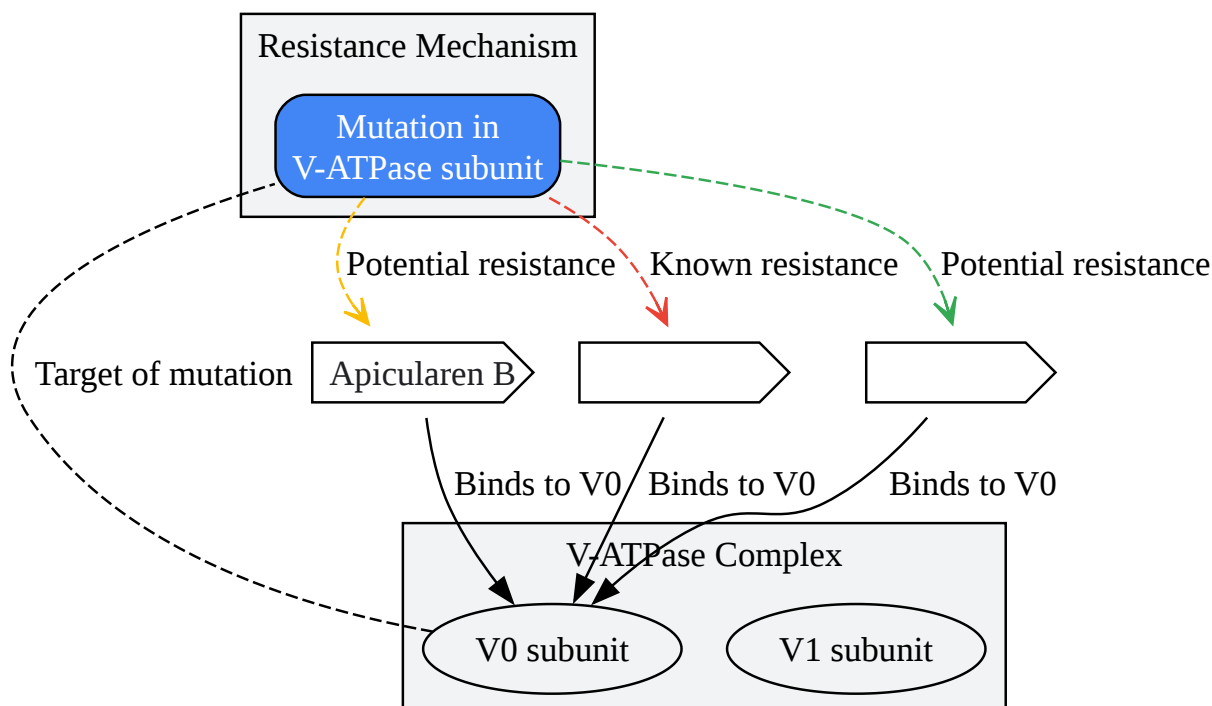 Resistance Mechanism
Mutation in
V-ATPase subunit
Potential resistance
Known resistance
Potential resistance
Target of mutation
Apicularen B
Binds to V0
Binds to V0
Binds to V0
V-ATPase Complex
V0 subunit
V1 subunit